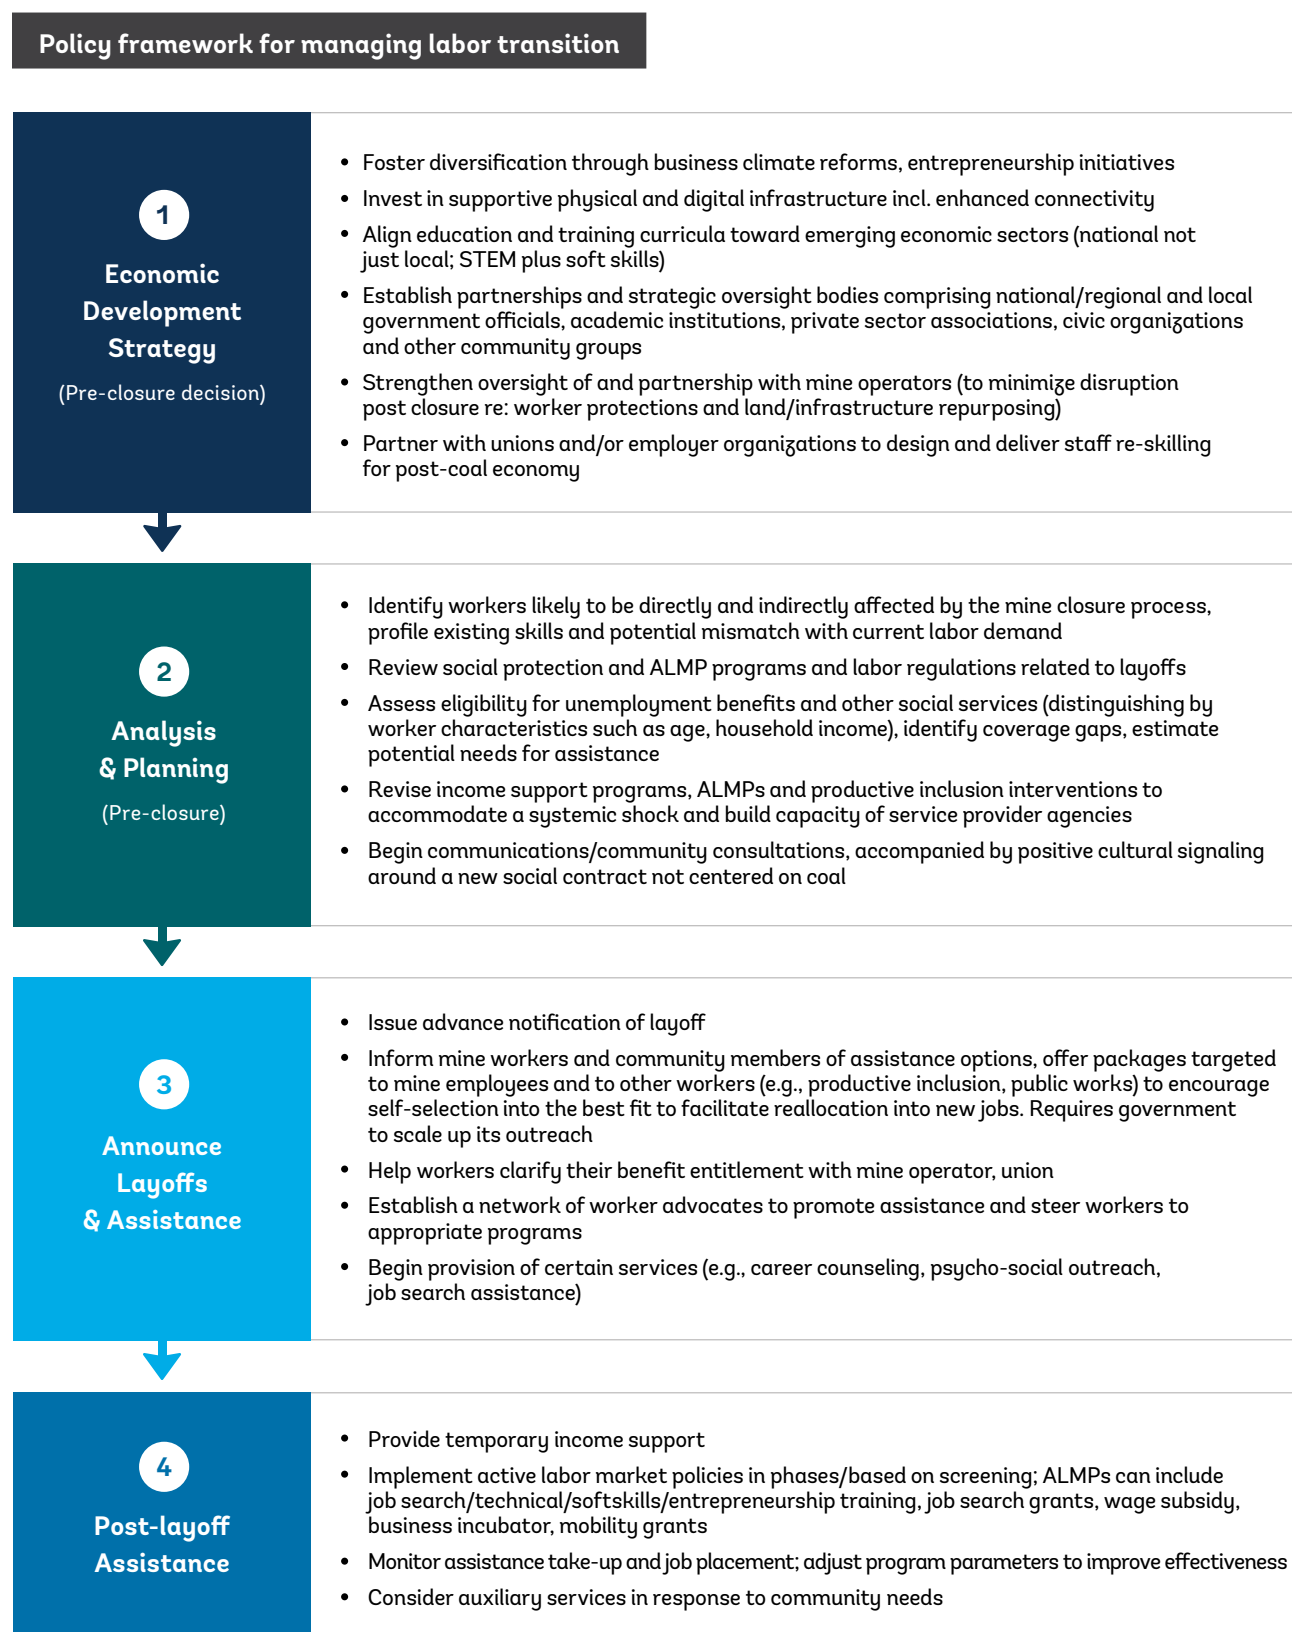 Policy framework for managing labor transition
1
Economic
Development
Strategy
(Pre-closure decision)
• Foster diversification through business climate reforms, entrepreneurship initiatives
• Invest in supportive physical and digital infrastructure incl. enhanced connectivity
• Align education and training curricula toward emerging economic sectors (national not
just local; STEM plus soft skills)
• Establish partnerships and strategic oversight bodies comprising national/regional and local
government officials, academic institutions, private sector associations, civic organizations
and other community groups
• Strengthen oversight of and partnership with mine operators (to minimize disruption
post closure re: worker protections and land/infrastructure repurposing)
• Partner with unions and/or employer organizations to design and deliver staff re-skilling
for post-coal economy
2
Analysis
& Planning
(Pre-closure)
• Identify workers likely to be directly and indirectly affected by the mine closure process,
profile existing skills and potential mismatch with current labor demand
• Review social protection and ALMP programs and labor regulations related to layoffs
• Assess eligibility for unemployment benefits and other social services (distinguishing by
worker characteristics such as age, household income), identify coverage gaps, estimate
potential needs for assistance
• Revise income support programs, ALMPs and productive inclusion interventions to
accommodate a systemic shock and build capacity of service provider agencies
• Begin communications/community consultations, accompanied by positive cultural signaling
around a new social contract not centered on coal
3
Announce
Layoffs
& Assistance
• Issue advance notification of layoff
• Inform mine workers and community members of assistance options, offer packages targeted
to mine employees and to other workers (e.g., productive inclusion, public works) to encourage
self-selection into the best fit to facilitate reallocation into new jobs. Requires government
to scale up its outreach
• Help workers clarify their benefit entitlement with mine operator, union
• Establish a network of worker advocates to promote assistance and steer workers to
appropriate programs
• Begin provision of certain services (e.g., career counseling, psycho-social outreach,
job search assistance)
4
Post-layoff
Assistance
• Provide temporary income support
• Implement active labor market policies in phases/based on screening; ALMPs can include
job search/technical/softskills/entrepreneurship training, job search grants, wage subsidy,
business incubator, mobility grants
• Monitor assistance take-up and job placement; adjust program parameters to improve effectiveness
• Consider auxiliary services in response to community needs